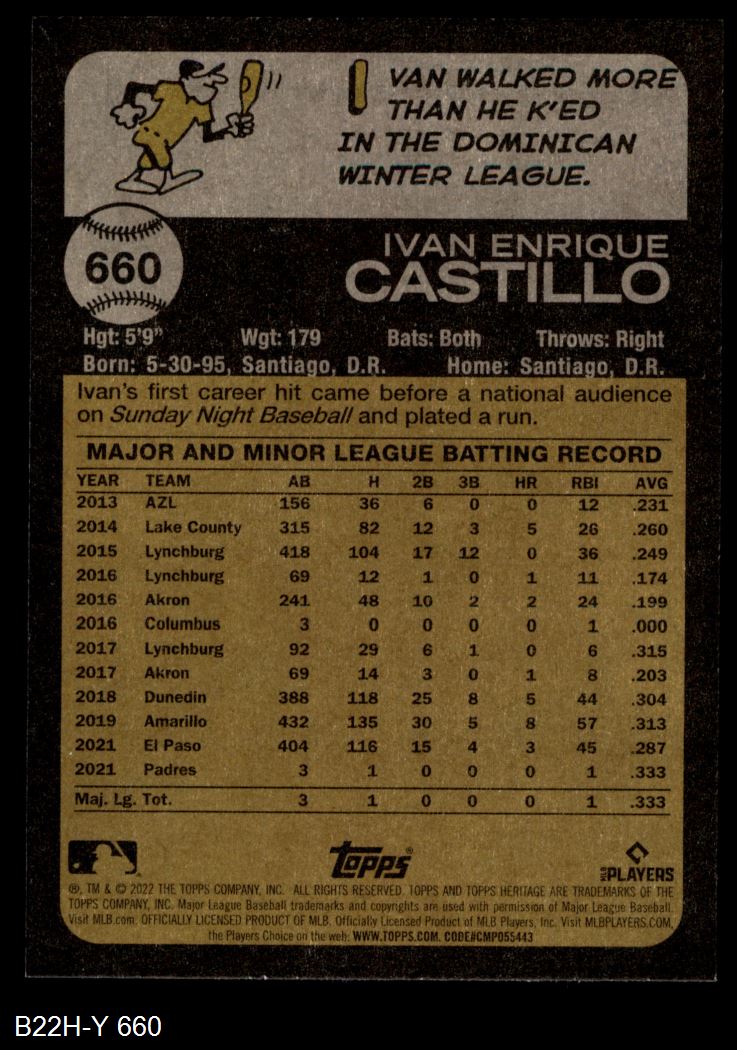 IVAN WALKED MORE
THAN HE K'ED
IN THE DOMINICAN
WINTER LEAGUE.
660
IVAN ENRIQUE
CASTILLO
Hgt: 5'9" Wgt: 179 Bats: Both Throws: Right
Born: 5-30-95, Santiago, D.R. Home: Santiago, D.R.
Ivan's first career hit came before a national audience
on Sunday Night Baseball and plated a run.
MAJOR AND MINOR LEAGUE BATTING RECORD
YEAR TEAM AB H 2B 3B HR RBI AVG
2013 AZL 156 36 6 0 0 12 .231
2014 Lake County 315 82 12 3 5 26 .260
2015 Lynchburg 418 104 17 12 0 36 .249
2016 Lynchburg 69 12 1 0 1 11 .174
2016 Akron 241 48 10 2 2 24 .199
2016 Columbus 3 0 0 0 0 1 .000
2017 Lynchburg 92 29 6 1 0 6 .315
2017 Akron 69 14 3 0 1 8 .203
2018 Dunedin 388 118 25 8 5 44 .304
2019 Amarillo 432 135 30 5 8 57 .313
2021 El Paso 404 116 15 4 3 45 .287
2021 Padres 3 1 0 0 0 1 .333
Maj. Lg. Tot. 3 1 0 0 0 1 .333
Topps® PLAYERS
®, TM & © 2022 THE TOPPS COMPANY, INC. ALL RIGHTS RESERVED. TOPPS AND TOPPS HERITAGE ARE TRADEMARKS OF THE
TOPPS COMPANY, INC. Major League Baseball trademarks and copyrights are used with permission of Major League Baseball.
Visit MLB.com. OFFICIALLY LICENSED PRODUCT OF MLB. Officially Licensed Product of MLB Players, Inc. Visit MLBPLAYERS.COM,
the Players Choice on the web. WWW.TOPPS.COM. CODE#CMP055443
B22H-Y 660